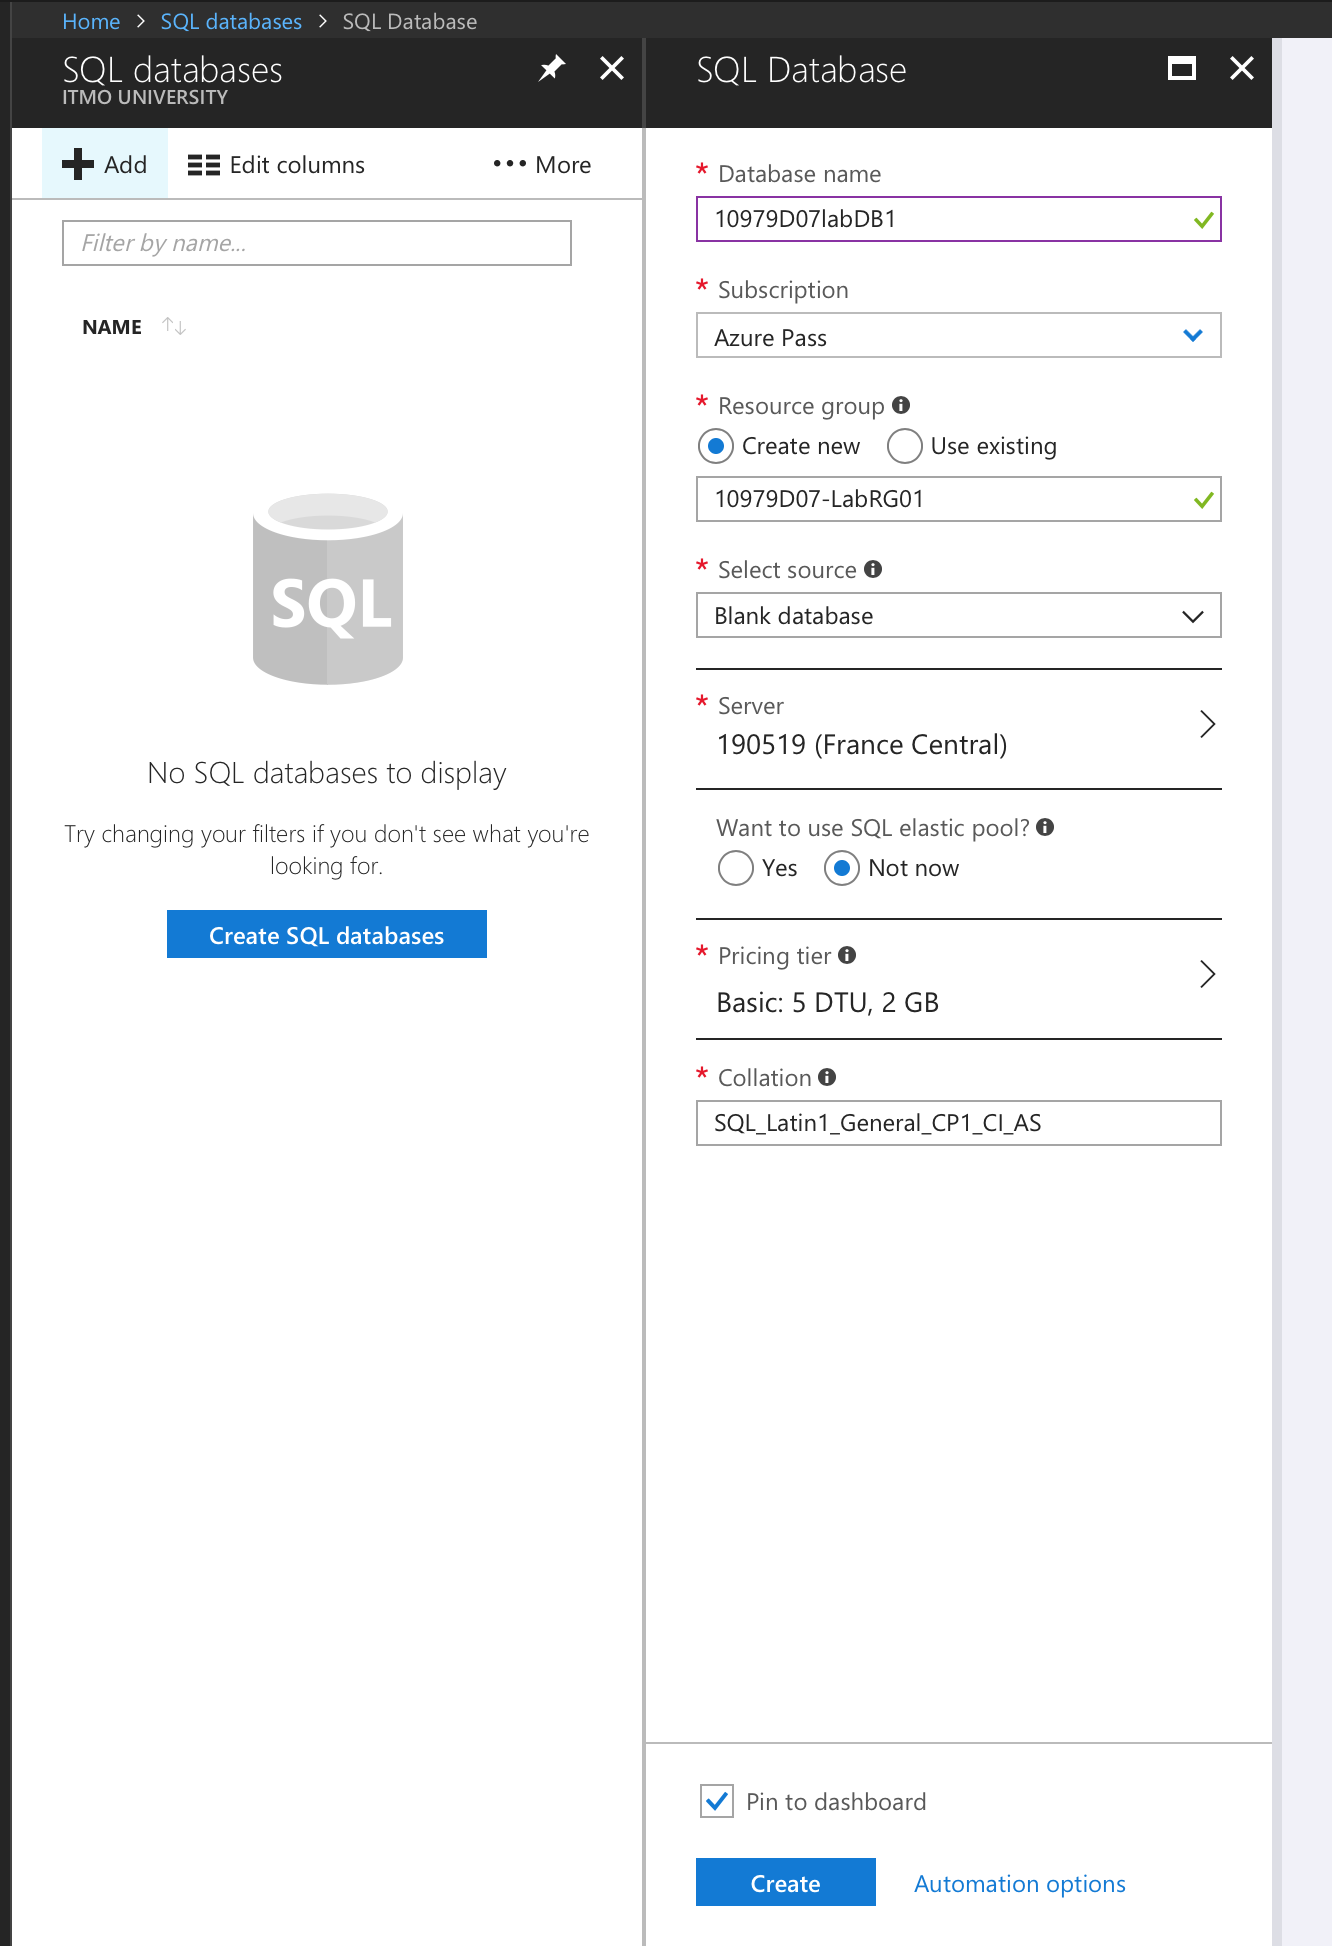 Home > SQL databases > SQL Database
SQL databases
ITMO UNIVERSITY
Add
Edit columns
••• More
Filter by name...
NAME
SQL
No SQL databases to display
Try changing your filters if you don't see what you're
looking for.
Create SQL databases
SQL Database
* Database name
10979D07labDB1
* Subscription
Azure Pass
* Resource group
Create new
Use existing
10979D07-LabRG01
* Select source
Blank database
* Server
190519 (France Central)
Want to use SQL elastic pool?
Yes
Not now
* Pricing tier
Basic: 5 DTU, 2 GB
* Collation
SQL_Latin1_General_CP1_CI_AS
Pin to dashboard
Create
Automation options